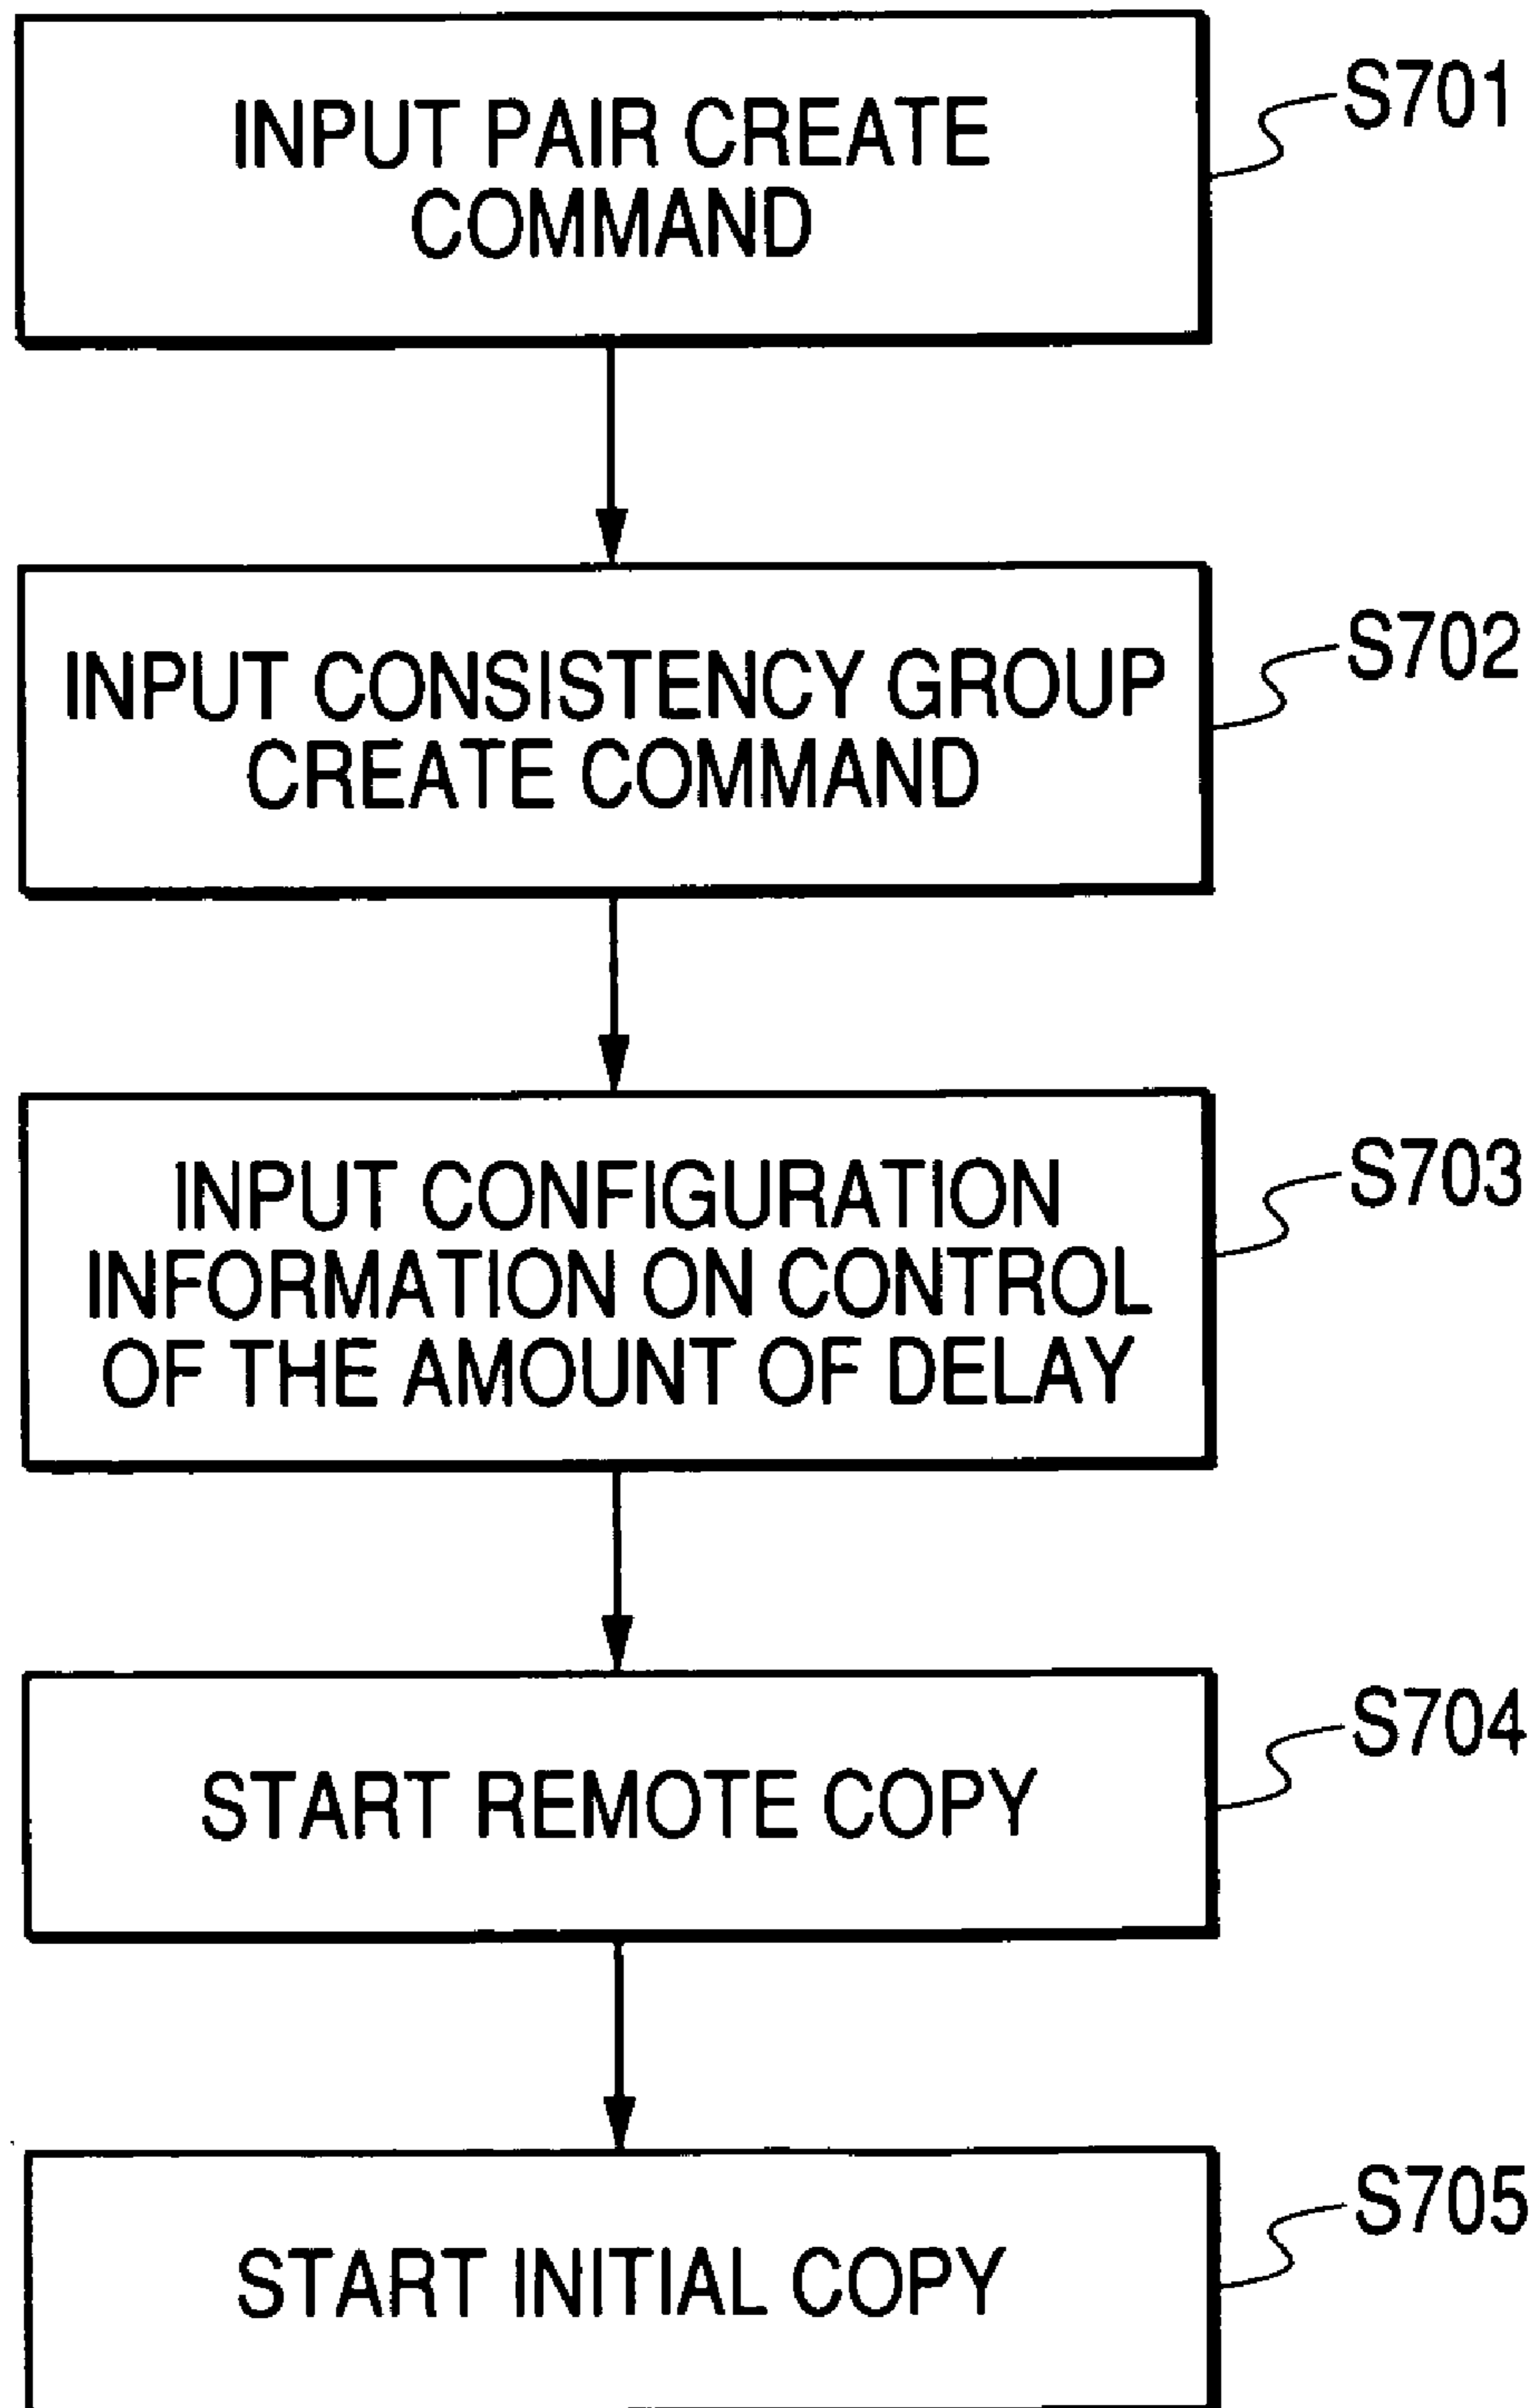 INPUT PAIR CREATE
COMMAND
S701
INPUT CONSISTENCY GROUP
CREATE COMMAND
S702
INPUT CONFIGURATION
INFORMATION ON CONTROL
OF THE AMOUNT OF DELAY
S703
START REMOTE COPY
S704
START INITIAL COPY
S705